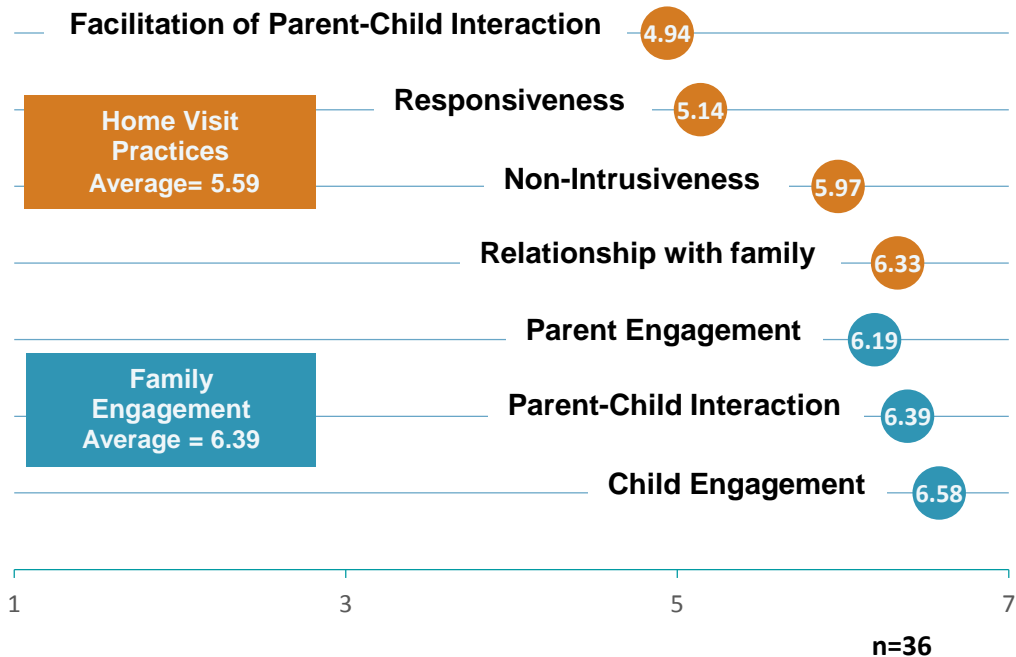 Facilitation of Parent-Child Interaction
4.94
Responsiveness
5.14
Home Visit
Practices
Average= 5.59
Non-Intrusiveness
5.97
Relationship with family
6.33
Parent Engagement
6.19
Family
Engagement
Average = 6.39
Parent-Child Interaction
6.39
Child Engagement
6.58
1
3
5
7
n=36